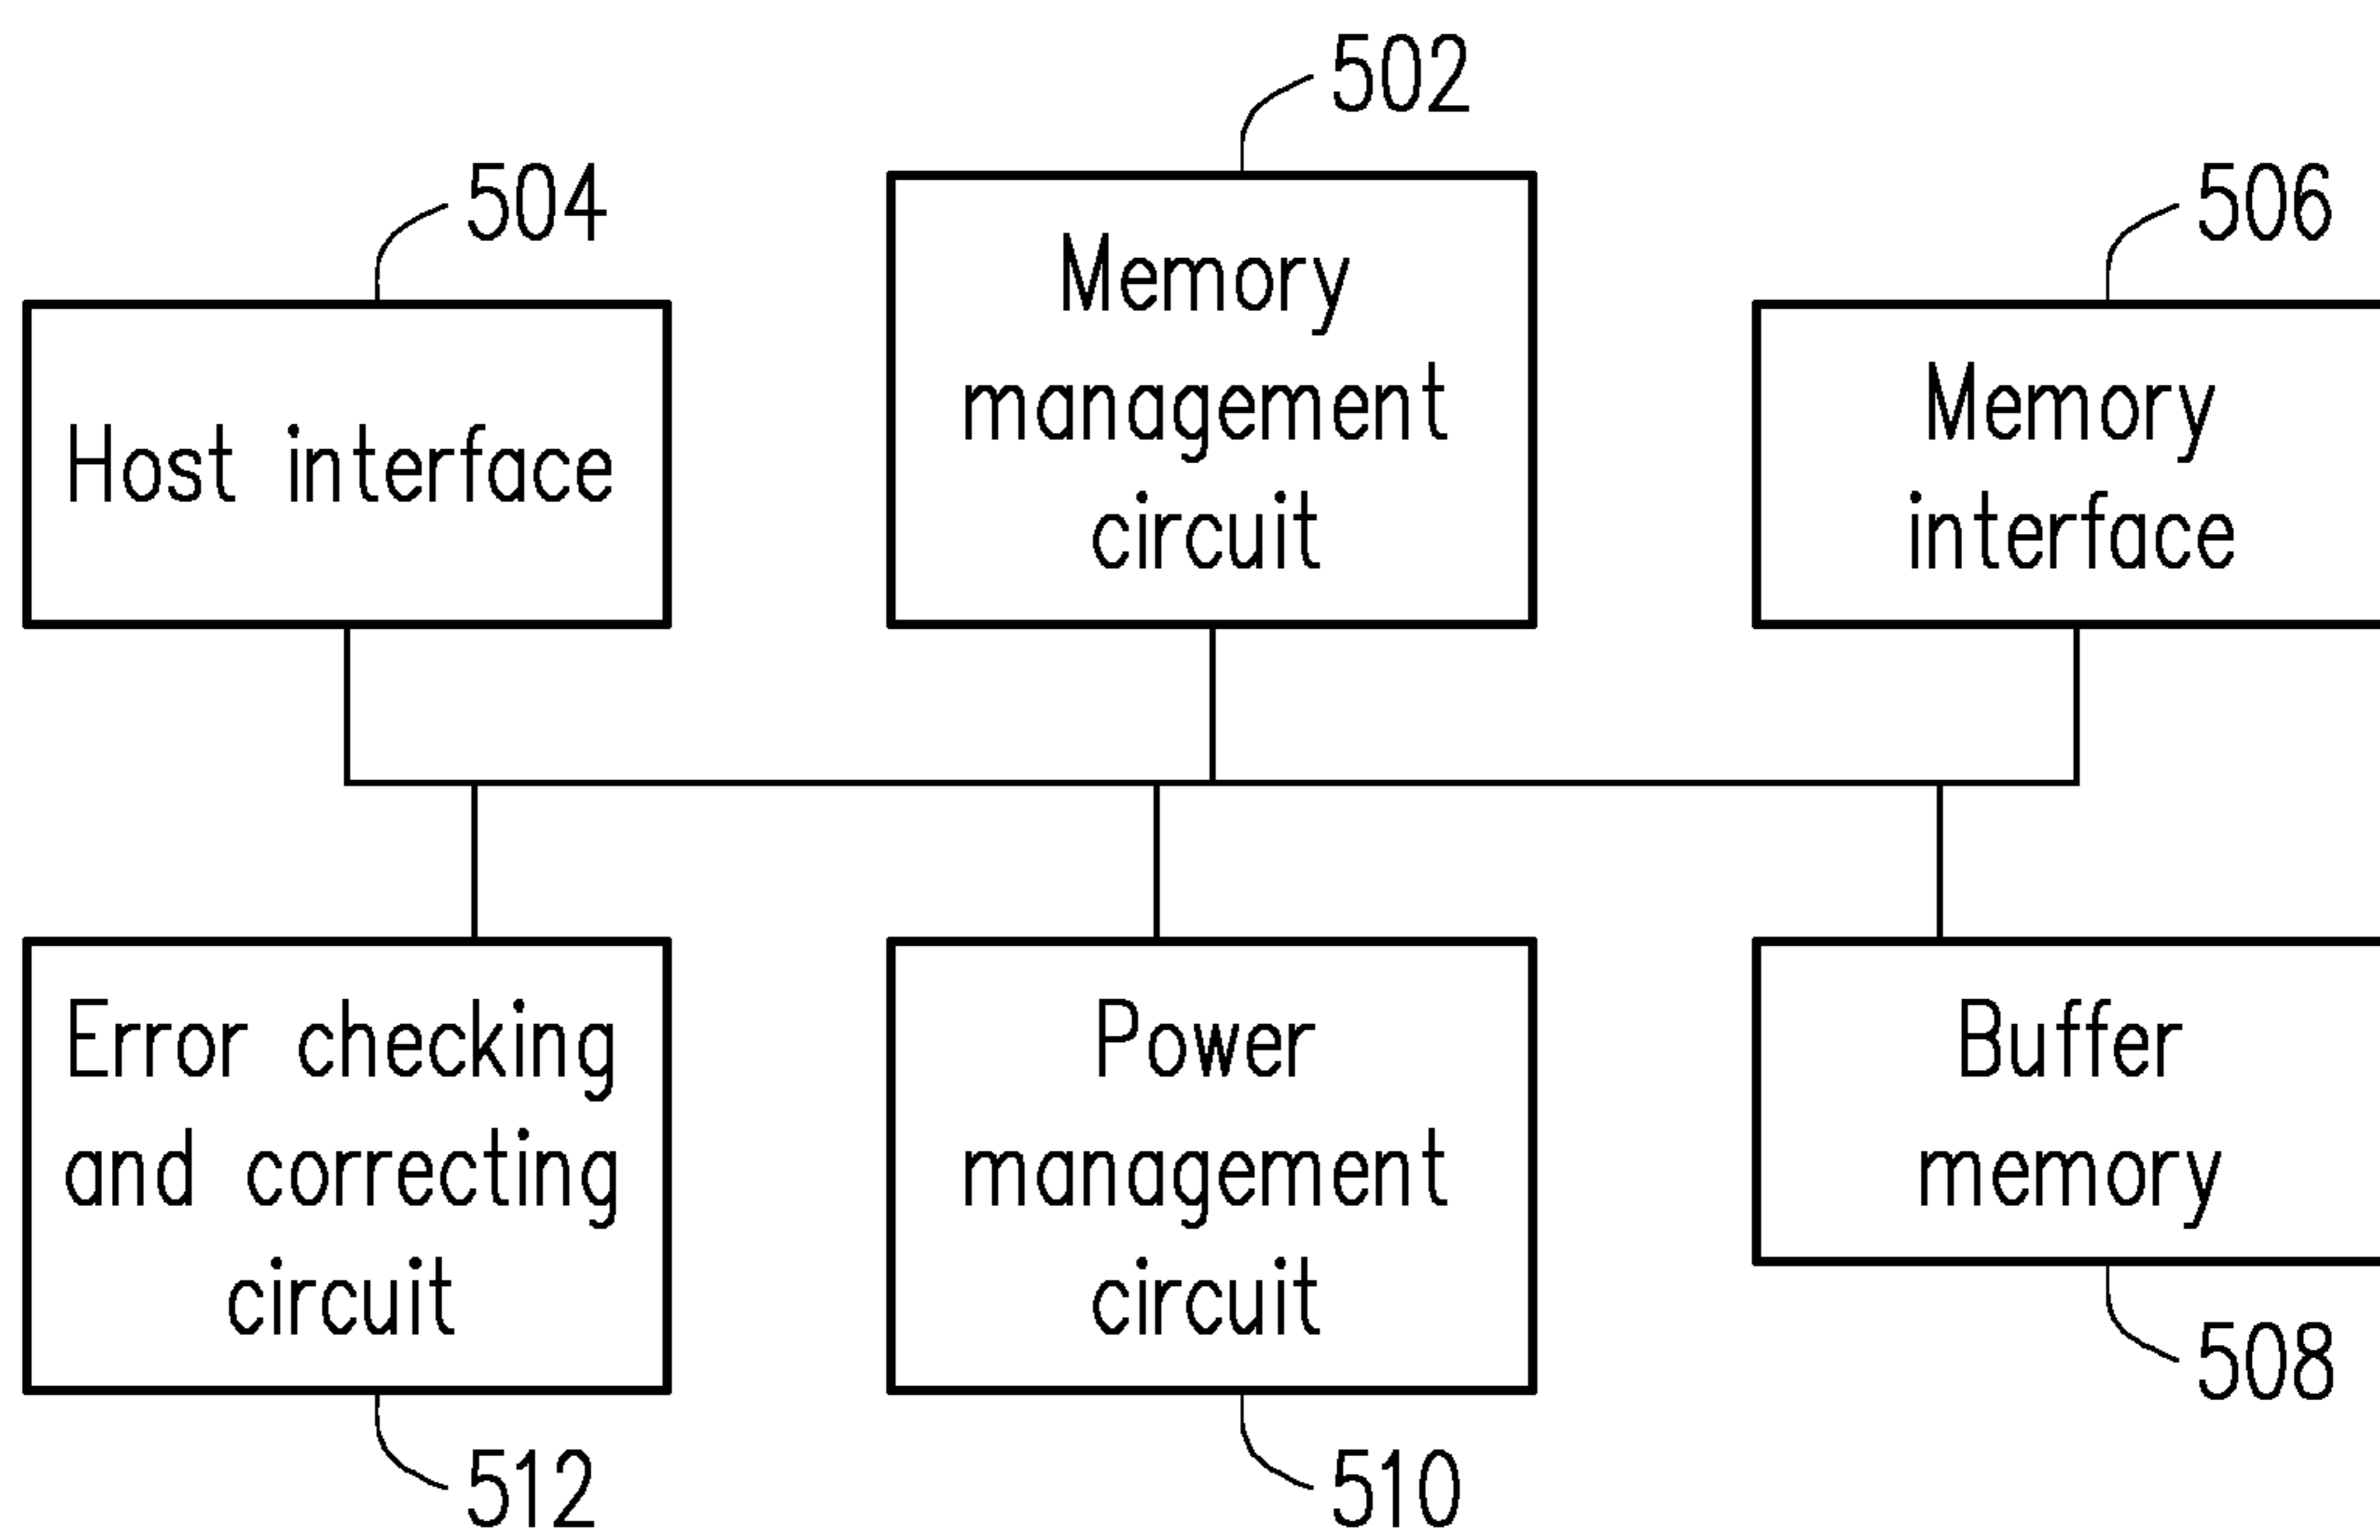 502
504
506
Memory
management
circuit
Host interface
Memory
interface
Error checking
and correcting
circuit
Power
management
circuit
Buffer
memory
508
512
510